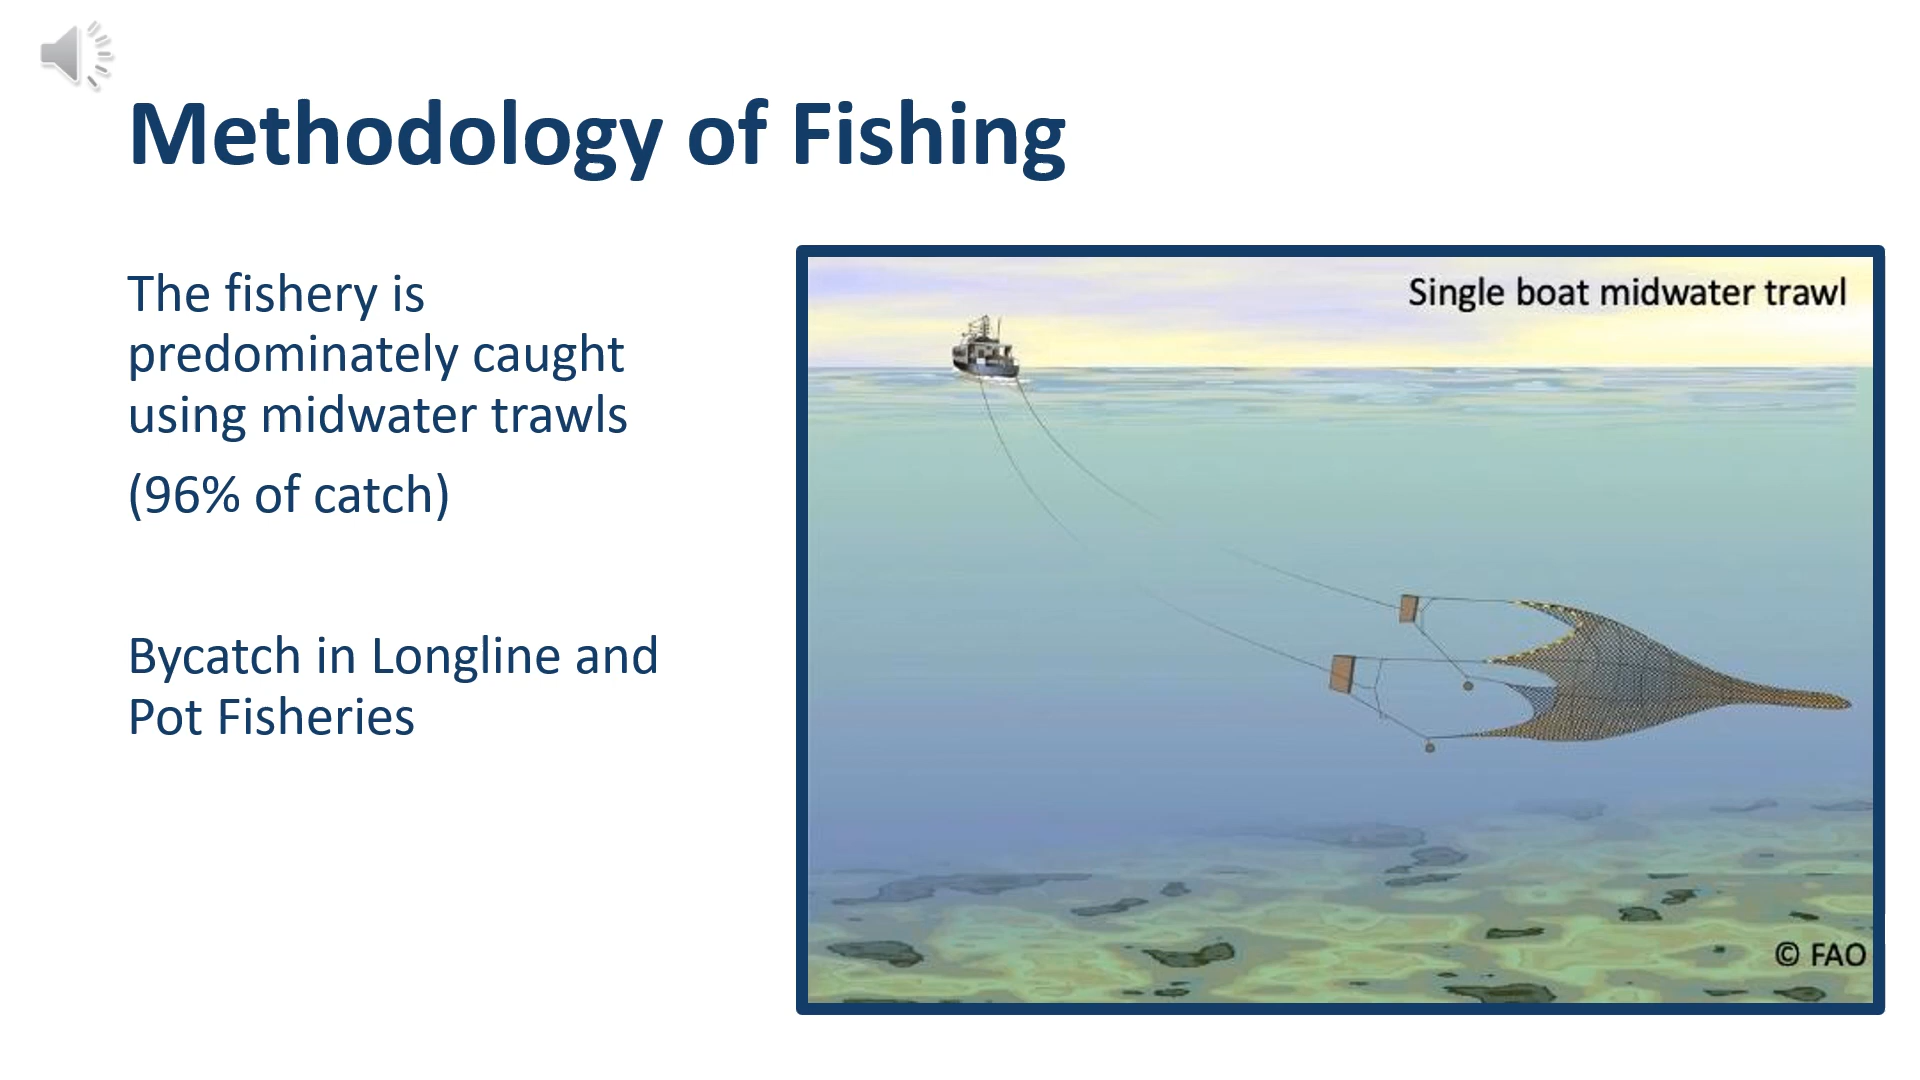 Methodology of Fishing
The fishery is
predominately caught
using midwater trawls
(96% of catch)
Bycatch in Longline and
Pot Fisheries
Single boat midwater trawl
© FAO